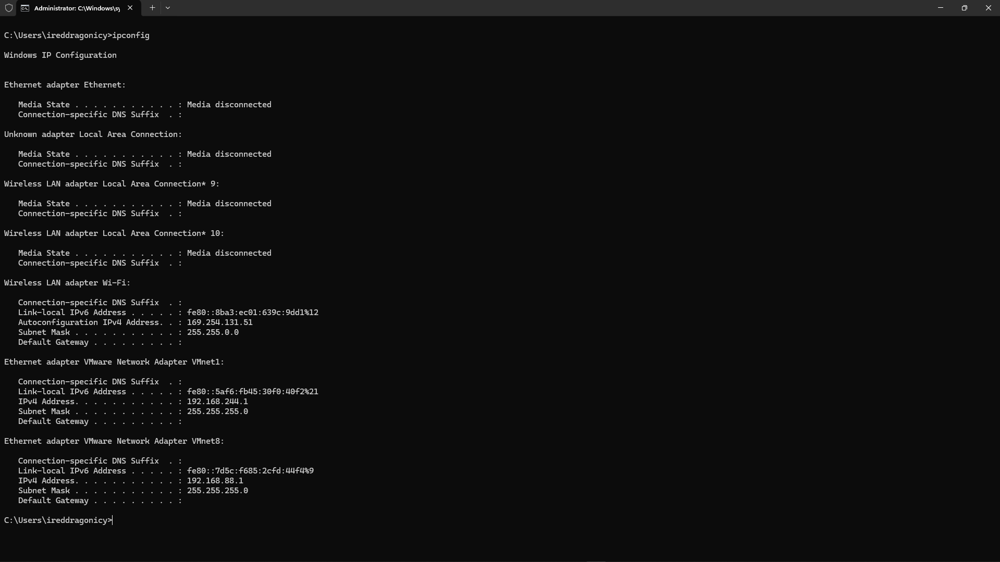 Administrator: C:\Windows\sy
C:\Users\ireddragonicy>ipconfig
Windows IP Configuration
Ethernet adapter Ethernet:
   Media State . . . . . . . . . . . : Media disconnected
   Connection-specific DNS Suffix  . :
Unknown adapter Local Area Connection:
   Media State . . . . . . . . . . . : Media disconnected
   Connection-specific DNS Suffix  . :
Wireless LAN adapter Local Area Connection* 9:
   Media State . . . . . . . . . . . : Media disconnected
   Connection-specific DNS Suffix  . :
Wireless LAN adapter Local Area Connection* 10:
   Media State . . . . . . . . . . . : Media disconnected
   Connection-specific DNS Suffix  . :
Wireless LAN adapter Wi-Fi:
   Connection-specific DNS Suffix  . :
   Link-local IPv6 Address . . . . . : fe80::8ba3:ec01:639c:9dd1%12
   Autoconfiguration IPv4 Address. . : 169.254.131.51
   Subnet Mask . . . . . . . . . . . : 255.255.0.0
   Default Gateway . . . . . . . . . :
Ethernet adapter VMware Network Adapter VMnet1:
   Connection-specific DNS Suffix  . :
   Link-local IPv6 Address . . . . . : fe80::5af6:fb45:30f0:40f2%21
   IPv4 Address. . . . . . . . . . . : 192.168.244.1
   Subnet Mask . . . . . . . . . . . : 255.255.255.0
   Default Gateway . . . . . . . . . :
Ethernet adapter VMware Network Adapter VMnet8:
   Connection-specific DNS Suffix  . :
   Link-local IPv6 Address . . . . . : fe80::7d5c:f685:2cfd:44f4%9
   IPv4 Address. . . . . . . . . . . : 192.168.88.1
   Subnet Mask . . . . . . . . . . . : 255.255.255.0
   Default Gateway . . . . . . . . . :
C:\Users\ireddragonicy>